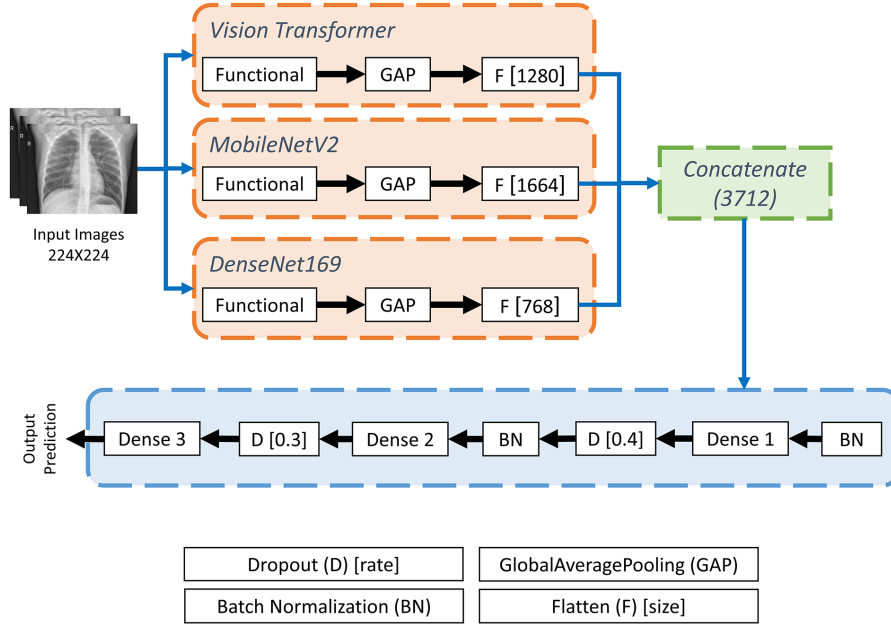 Vision Transformer
Functional
GAP
F [1280]
MobileNetV2
Functional
GAP
F [1664]
DenseNet169
Functional
GAP
F [768]
R
R
R
Input Images
224X224
Concatenate
(3712)
Output
Prediction
Dense 3
D [0.3]
Dense 2
BN
D [0.4]
Dense 1
BN
Dropout (D) [rate]
GlobalAveragePooling (GAP)
Batch Normalization (BN)
Flatten (F) [size]